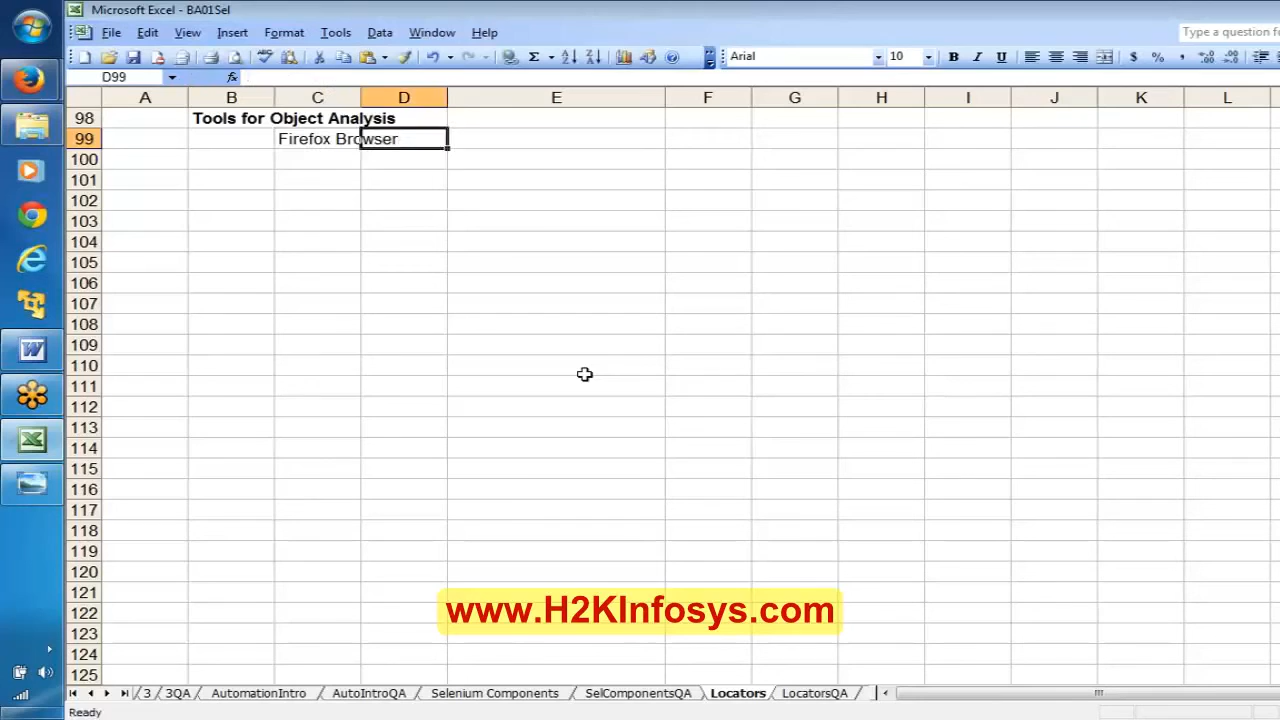 Microsoft Excel - BA01Sel
File Edit View Insert Format Tools Data Window Help
Type a question fo
Arial 10 B I U $ % ,
D99 fx
A B C D E F G H I J K L
98 Tools for Object Analysis
99 Firefox Browser
100
101
102
103
104
105
106
107
108
109
110
111
112
113
114
115
116
117
118
119
120
121
www.H2KInfosys.com
122
123
124
125
3 3QA AutomationIntro AutoIntroQA Selenium Components SelComponentsQA Locators LocatorsQA
Ready